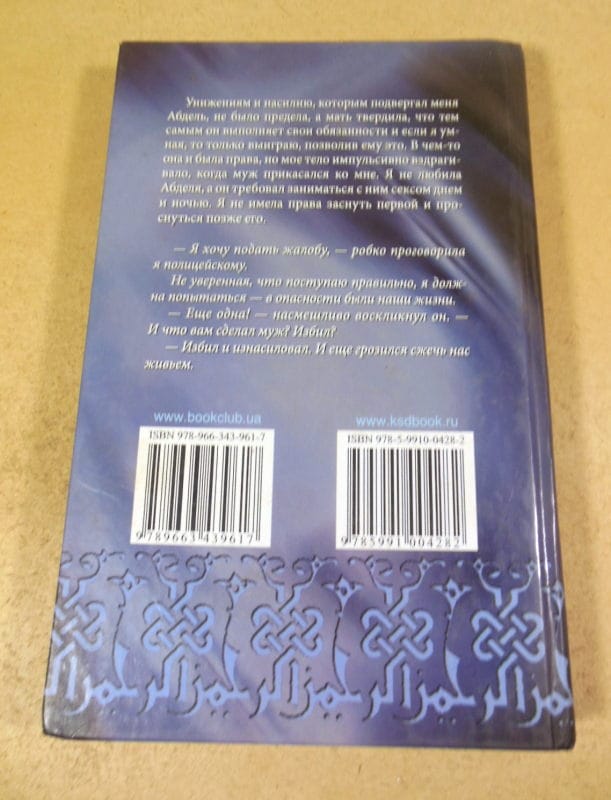 Унижениям и насилию, которым подвергал меня
Абдель, не было предела, а мать твердила, что тем
самым он выполняет свои обязанности и если я ум-
ная, то только выиграю, позволив ему это. В чем-то
она и была права, но мое тело импульсивно вздраги-
вало, когда муж прикасался ко мне. Я не любила
Абделя, а он требовал заниматься с ним сексом днем
и ночью. Я не имела права заснуть первой и про-
снуться позже его.
— Я хочу подать жалобу, — робко проговорила
я полицейскому.
Не уверенная, что поступаю правильно, я долж-
на попытаться — в опасности были наши жизни.
— Еще одна! — насмешливо воскликнул он. —
И что вам сделал муж? Избил?
— Избил и изнасиловал. И еще грозился сжечь нас
живьем.
www.bookclub.ua
www.ksdbook.ru
ISBN 978-966-343-961-7
ISBN 978-5-9910-0428-2
9789663439617
9785991004282